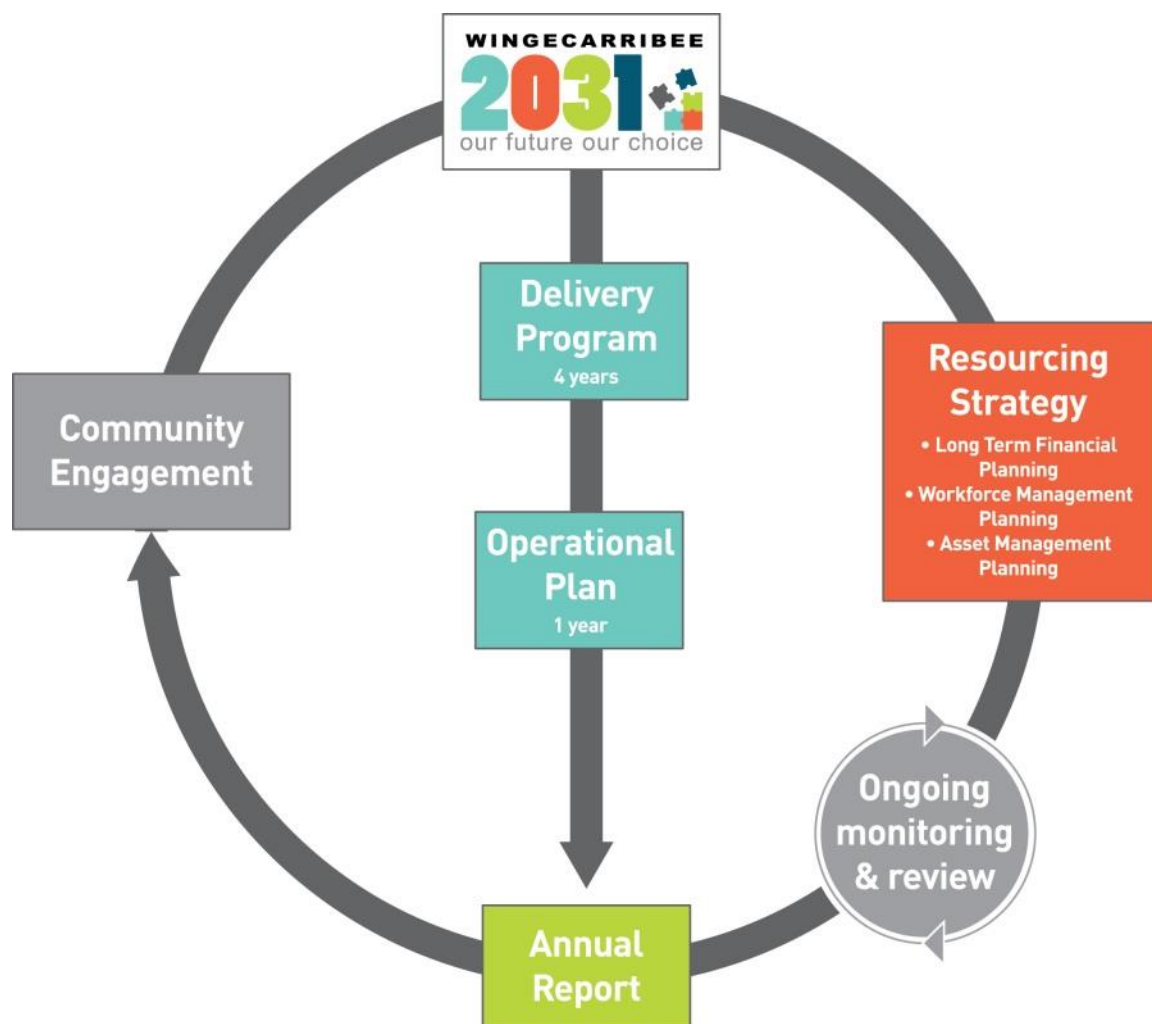 WINGECARRIBEE
2031
our future our choice
Delivery
Program
4 years
Community
Engagement
Resourcing
Strategy
• Long Term Financial
Planning
• Workforce Management
Planning
• Asset Management
Planning
Operational
Plan
1 year
Ongoing
monitoring
& review
Annual
Report